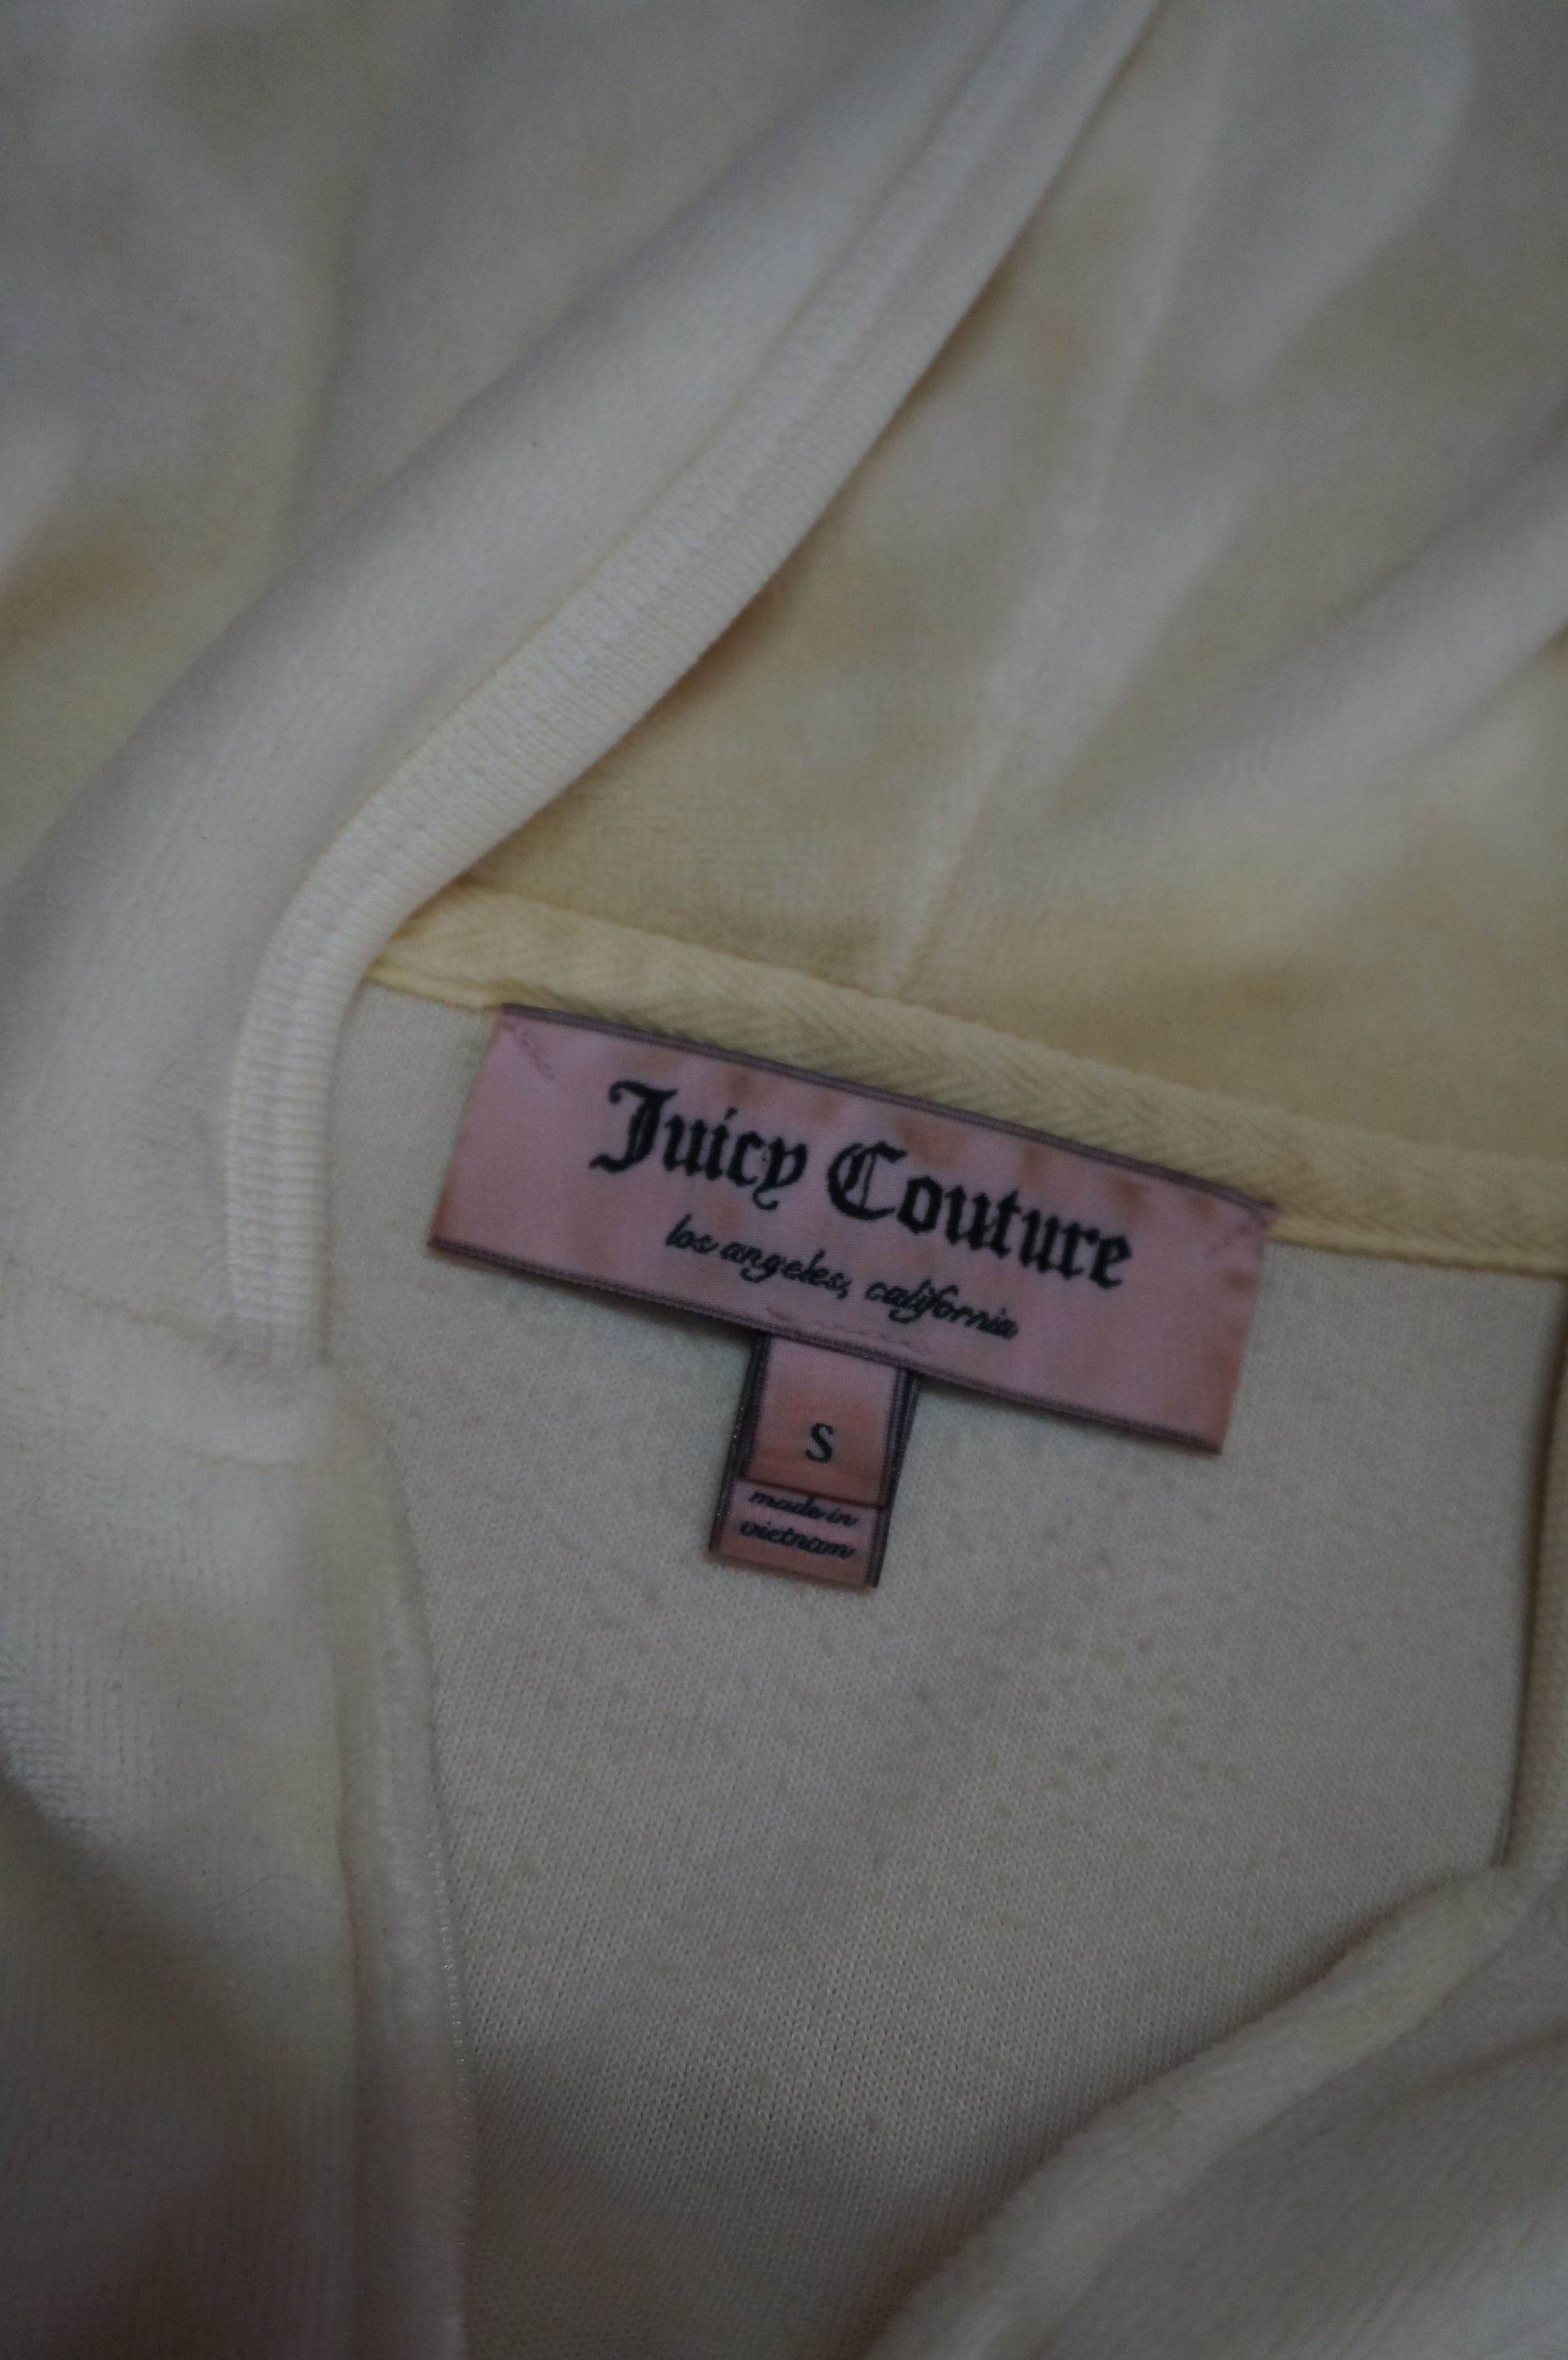 Juicy Couture
los angeles, california
S
made in
vietnam